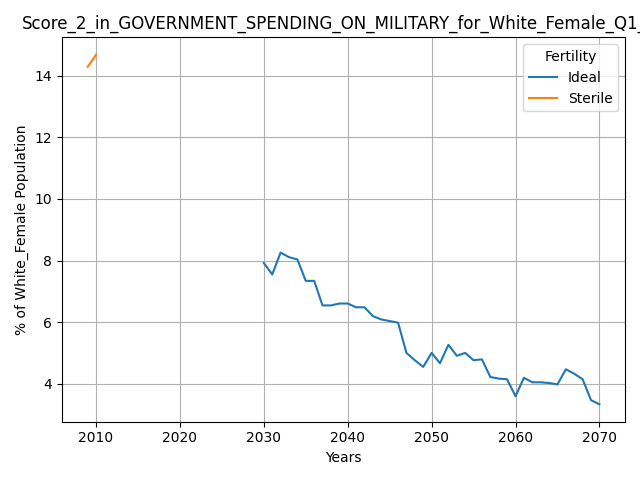 Score_2_in_GOVERNMENT_SPENDING_ON_MILITARY_for_White_Female_Q1_
Fertility
Ideal
Sterile
% of White_Female Population
14
12
10
8
6
4
2010 2020 2030 2040 2050 2060 2070
Years